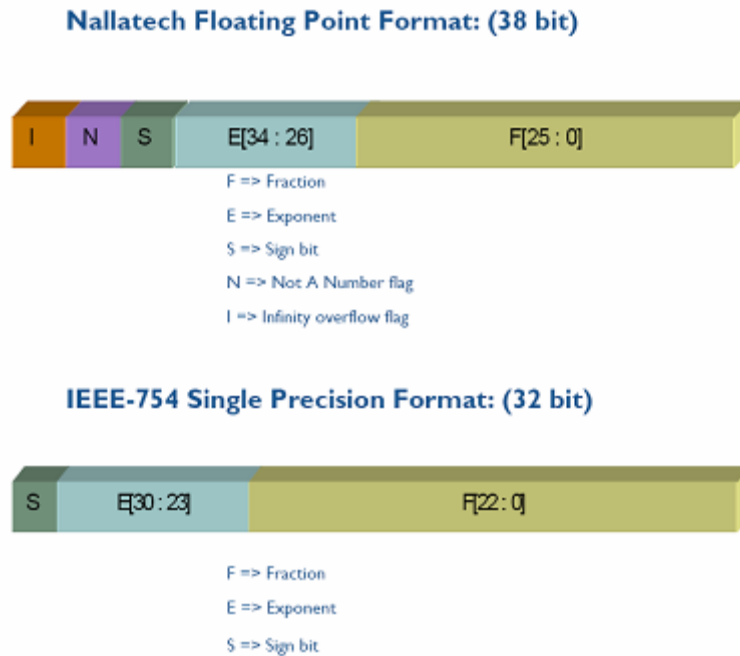 Nallatech Floating Point Format: (38 bit)
I N S E[34 : 26] F[25 : 0]
F => Fraction
E => Exponent
S => Sign bit
N => Not A Number flag
I => Infinity overflow flag
IEEE-754 Single Precision Format: (32 bit)
S E[30 : 23] F[22 : 0]
F => Fraction
E => Exponent
S => Sign bit